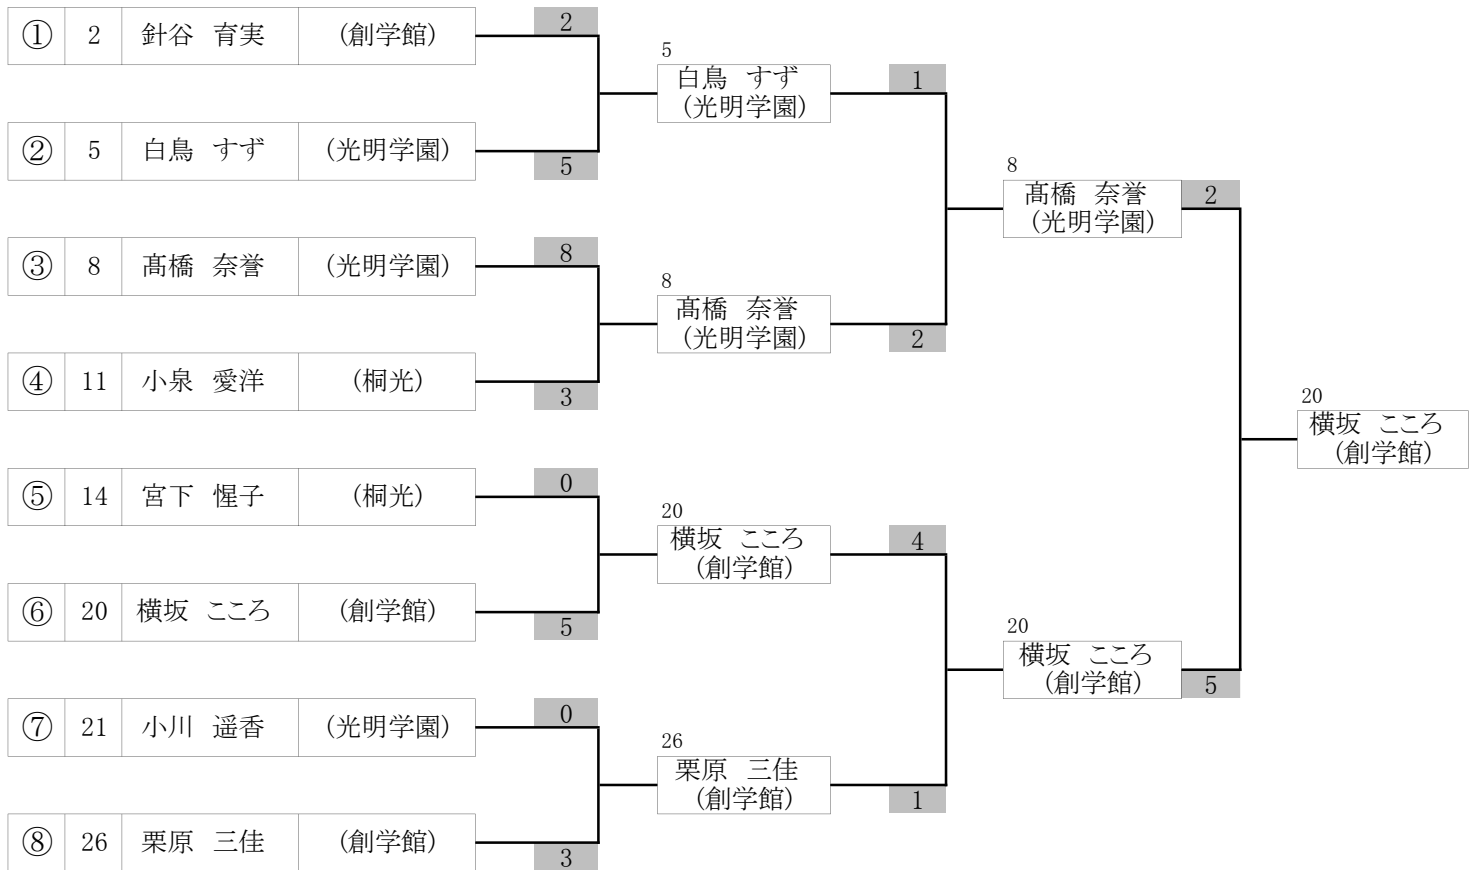 ① 2 針谷 育実 (創学館) 2
5
白鳥 すず
(光明学園)
1
② 5 白鳥 すず (光明学園) 5
8
髙橋 奈誉
(光明学園)
2
③ 8 髙橋 奈誉 (光明学園) 8
8
髙橋 奈誉
(光明学園)
2
④ 11 小泉 愛洋 (桐光) 3
20
横坂 こころ
(創学館)
⑤ 14 宮下 惺子 (桐光) 0
20
横坂 こころ
(創学館)
4
⑥ 20 横坂 こころ (創学館) 5
20
横坂 こころ
(創学館)
5
⑦ 21 小川 遥香 (光明学園) 0
26
栗原 三佳
(創学館)
1
⑧ 26 栗原 三佳 (創学館) 3